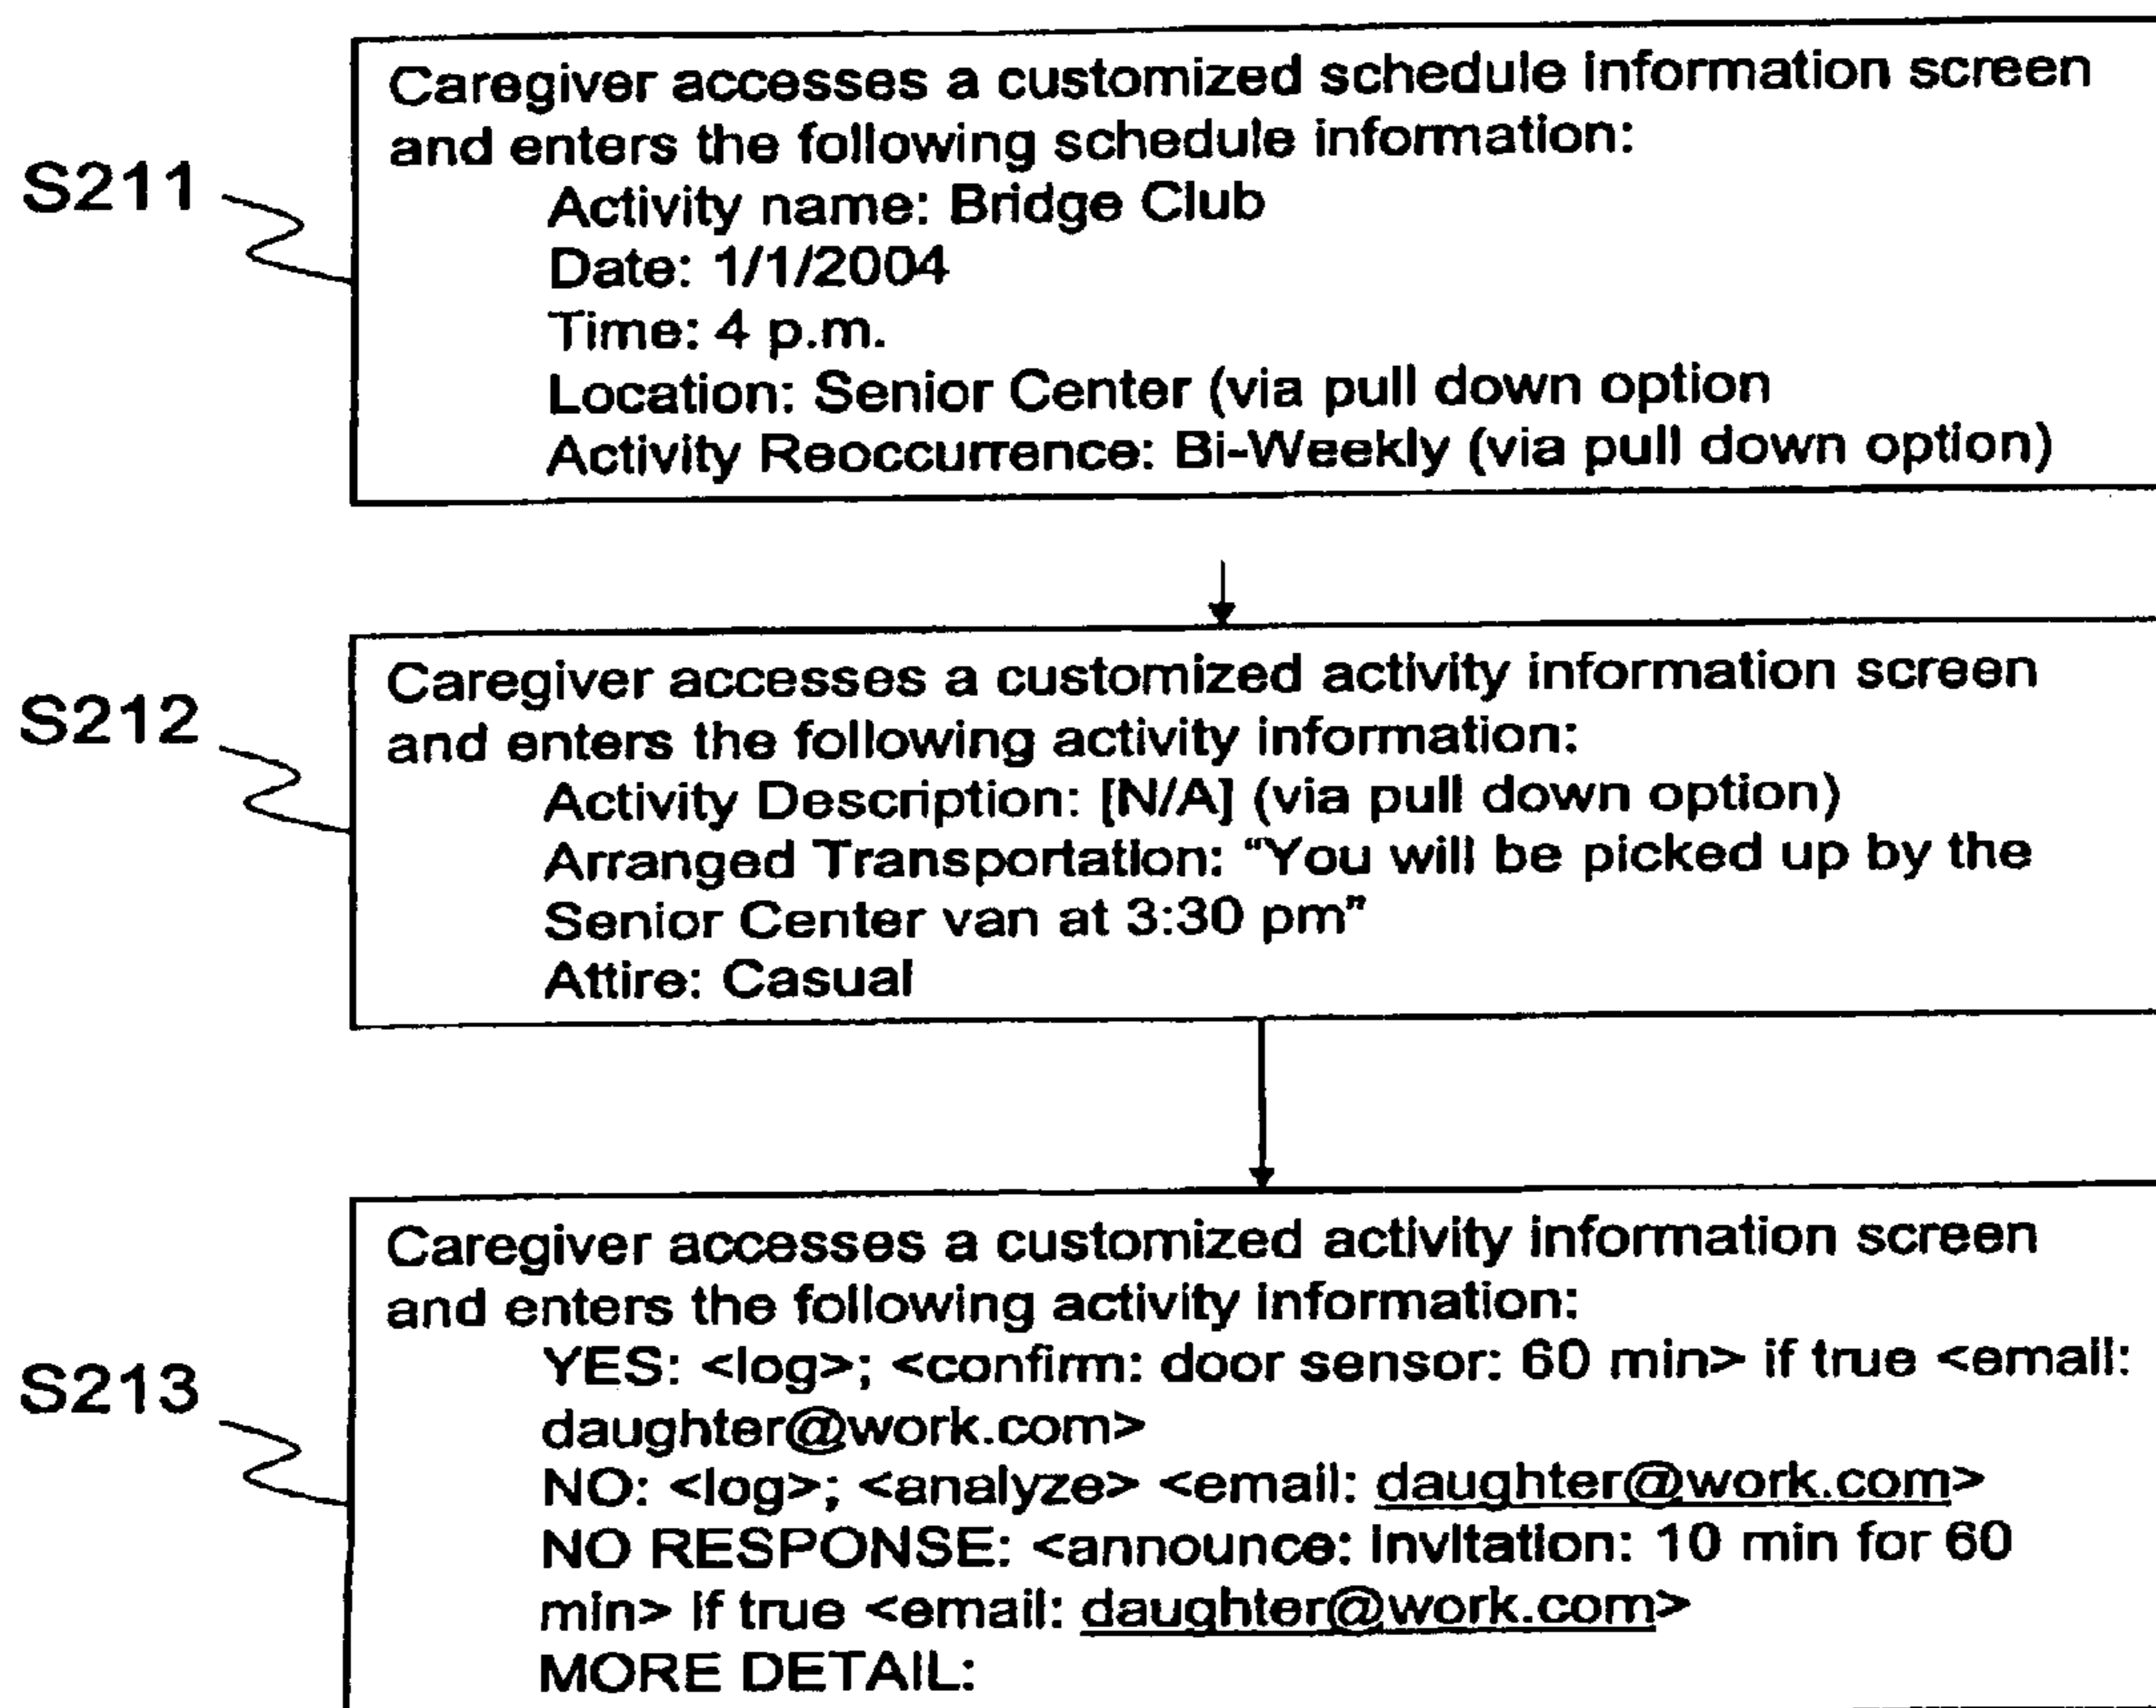 S211
Caregiver accesses a customized schedule information screen
and enters the following schedule information:
Activity name: Bridge Club
Date: 1/1/2004
Time: 4 p.m.
Location: Senior Center (via pull down option
Activity Reoccurrence: Bi-Weekly (via pull down option)
S212
Caregiver accesses a customized activity information screen
and enters the following activity information:
Activity Description: [N/A] (via pull down option)
Arranged Transportation: “You will be picked up by the
Senior Center van at 3:30 pm”
Attire: Casual
S213
Caregiver accesses a customized activity information screen
and enters the following activity information:
YES: <log>; <confirm: door sensor: 60 min> if true <email:
daughter@work.com>
NO: <log>; <analyze> <email: daughter@work.com>
NO RESPONSE: <announce: invitation: 10 min for 60
min> if true <email: daughter@work.com>
MORE DETAIL: